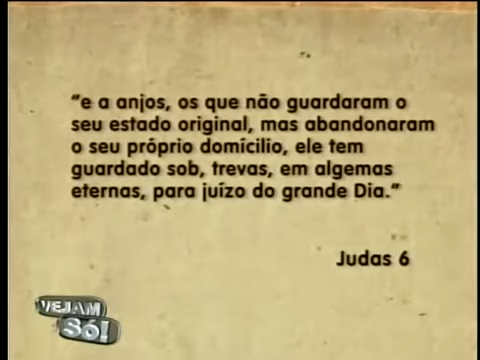 "e a anjos, os que não guardaram o
seu estado original, mas abandonaram
o seu próprio domícilio, ele tem
guardado sob, trevas, em algemas
eternas, para juízo do grande Dia."
Judas 6
VEJAM
Só!